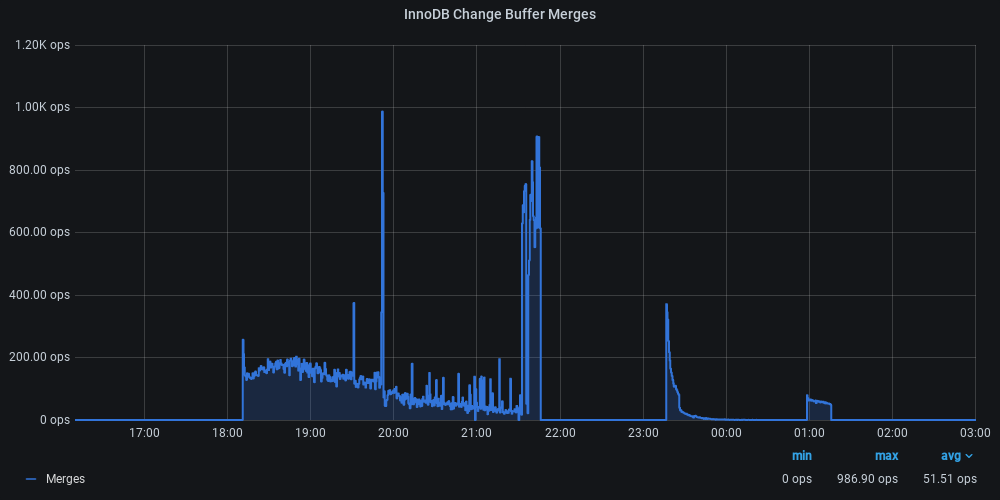 InnoDB Change Buffer Merges
1.20K ops
1.00K ops
800.00 ops
600.00 ops
400.00 ops
200.00 ops
0 ops
17:00 18:00 19:00 20:00 21:00 22:00 23:00 00:00 01:00 02:00 03:00
min max avg
Merges 0 ops 986.90 ops 51.51 ops